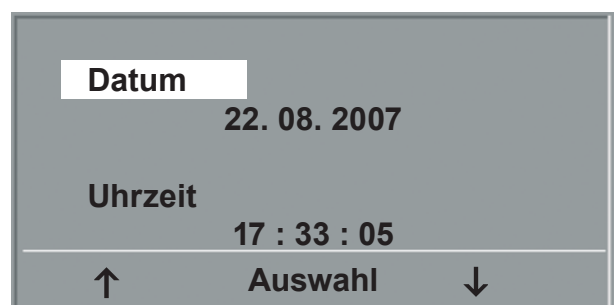 Datum
22. 08. 2007
Uhrzeit
17 : 33 : 05
↑ Auswahl ↓